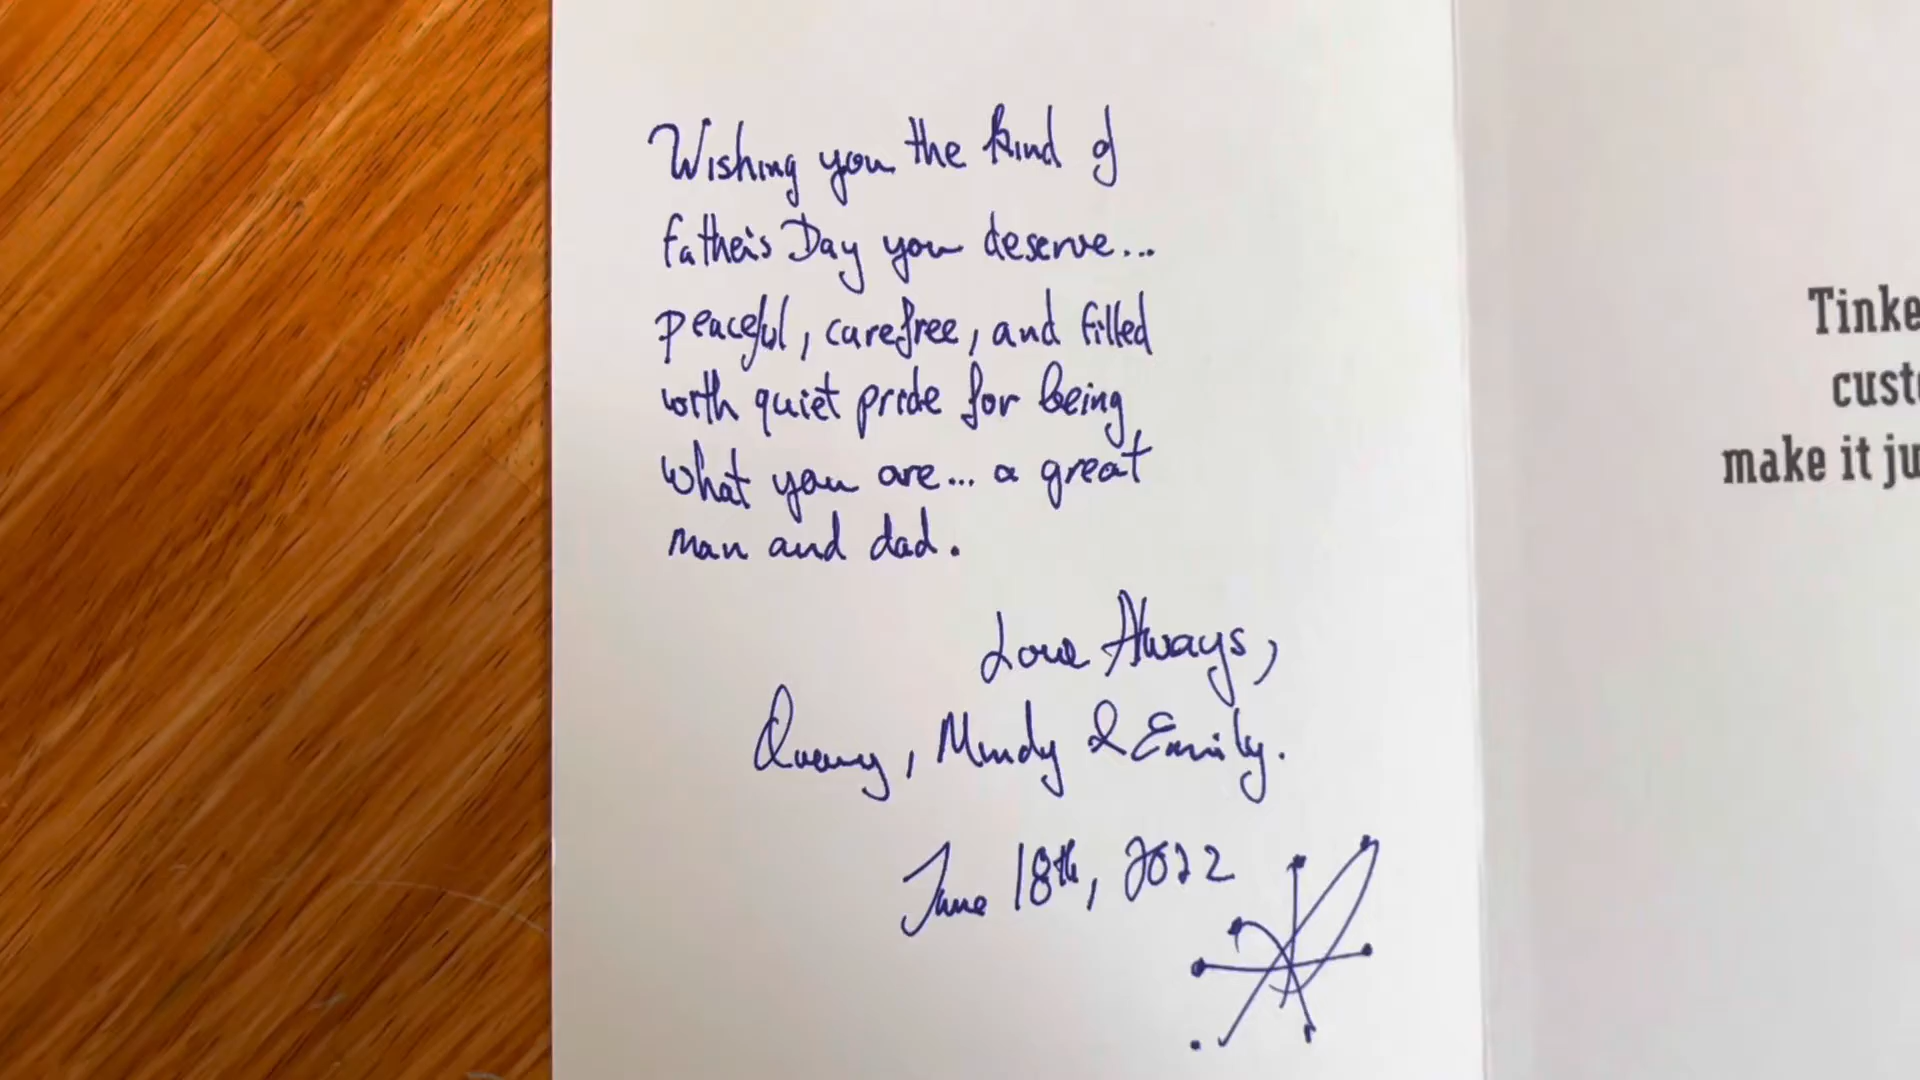 Wishing you the kind of
Father's Day you deserve...
peaceful, carefree, and filled
with quiet pride for being
what you are... a great
man and dad.
Love Always,
Mindy & Emily.
June 18th, 2022
Tinke
custo
make it ju